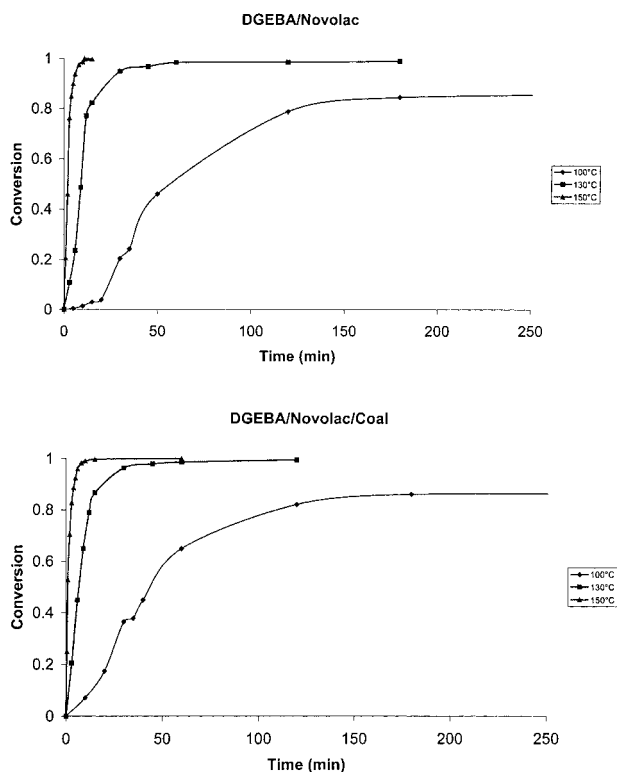 DGEBA/Novolac
Conversion
1
0.8
0.6
0.4
0.2
0
0 50 100 150 200 250
Time (min)
100°C
130°C
150°C
DGEBA/Novolac/Coal
Conversion
1
0.8
0.6
0.4
0.2
0
0 50 100 150 200 250
Time (min)
100°C
130°C
150°C